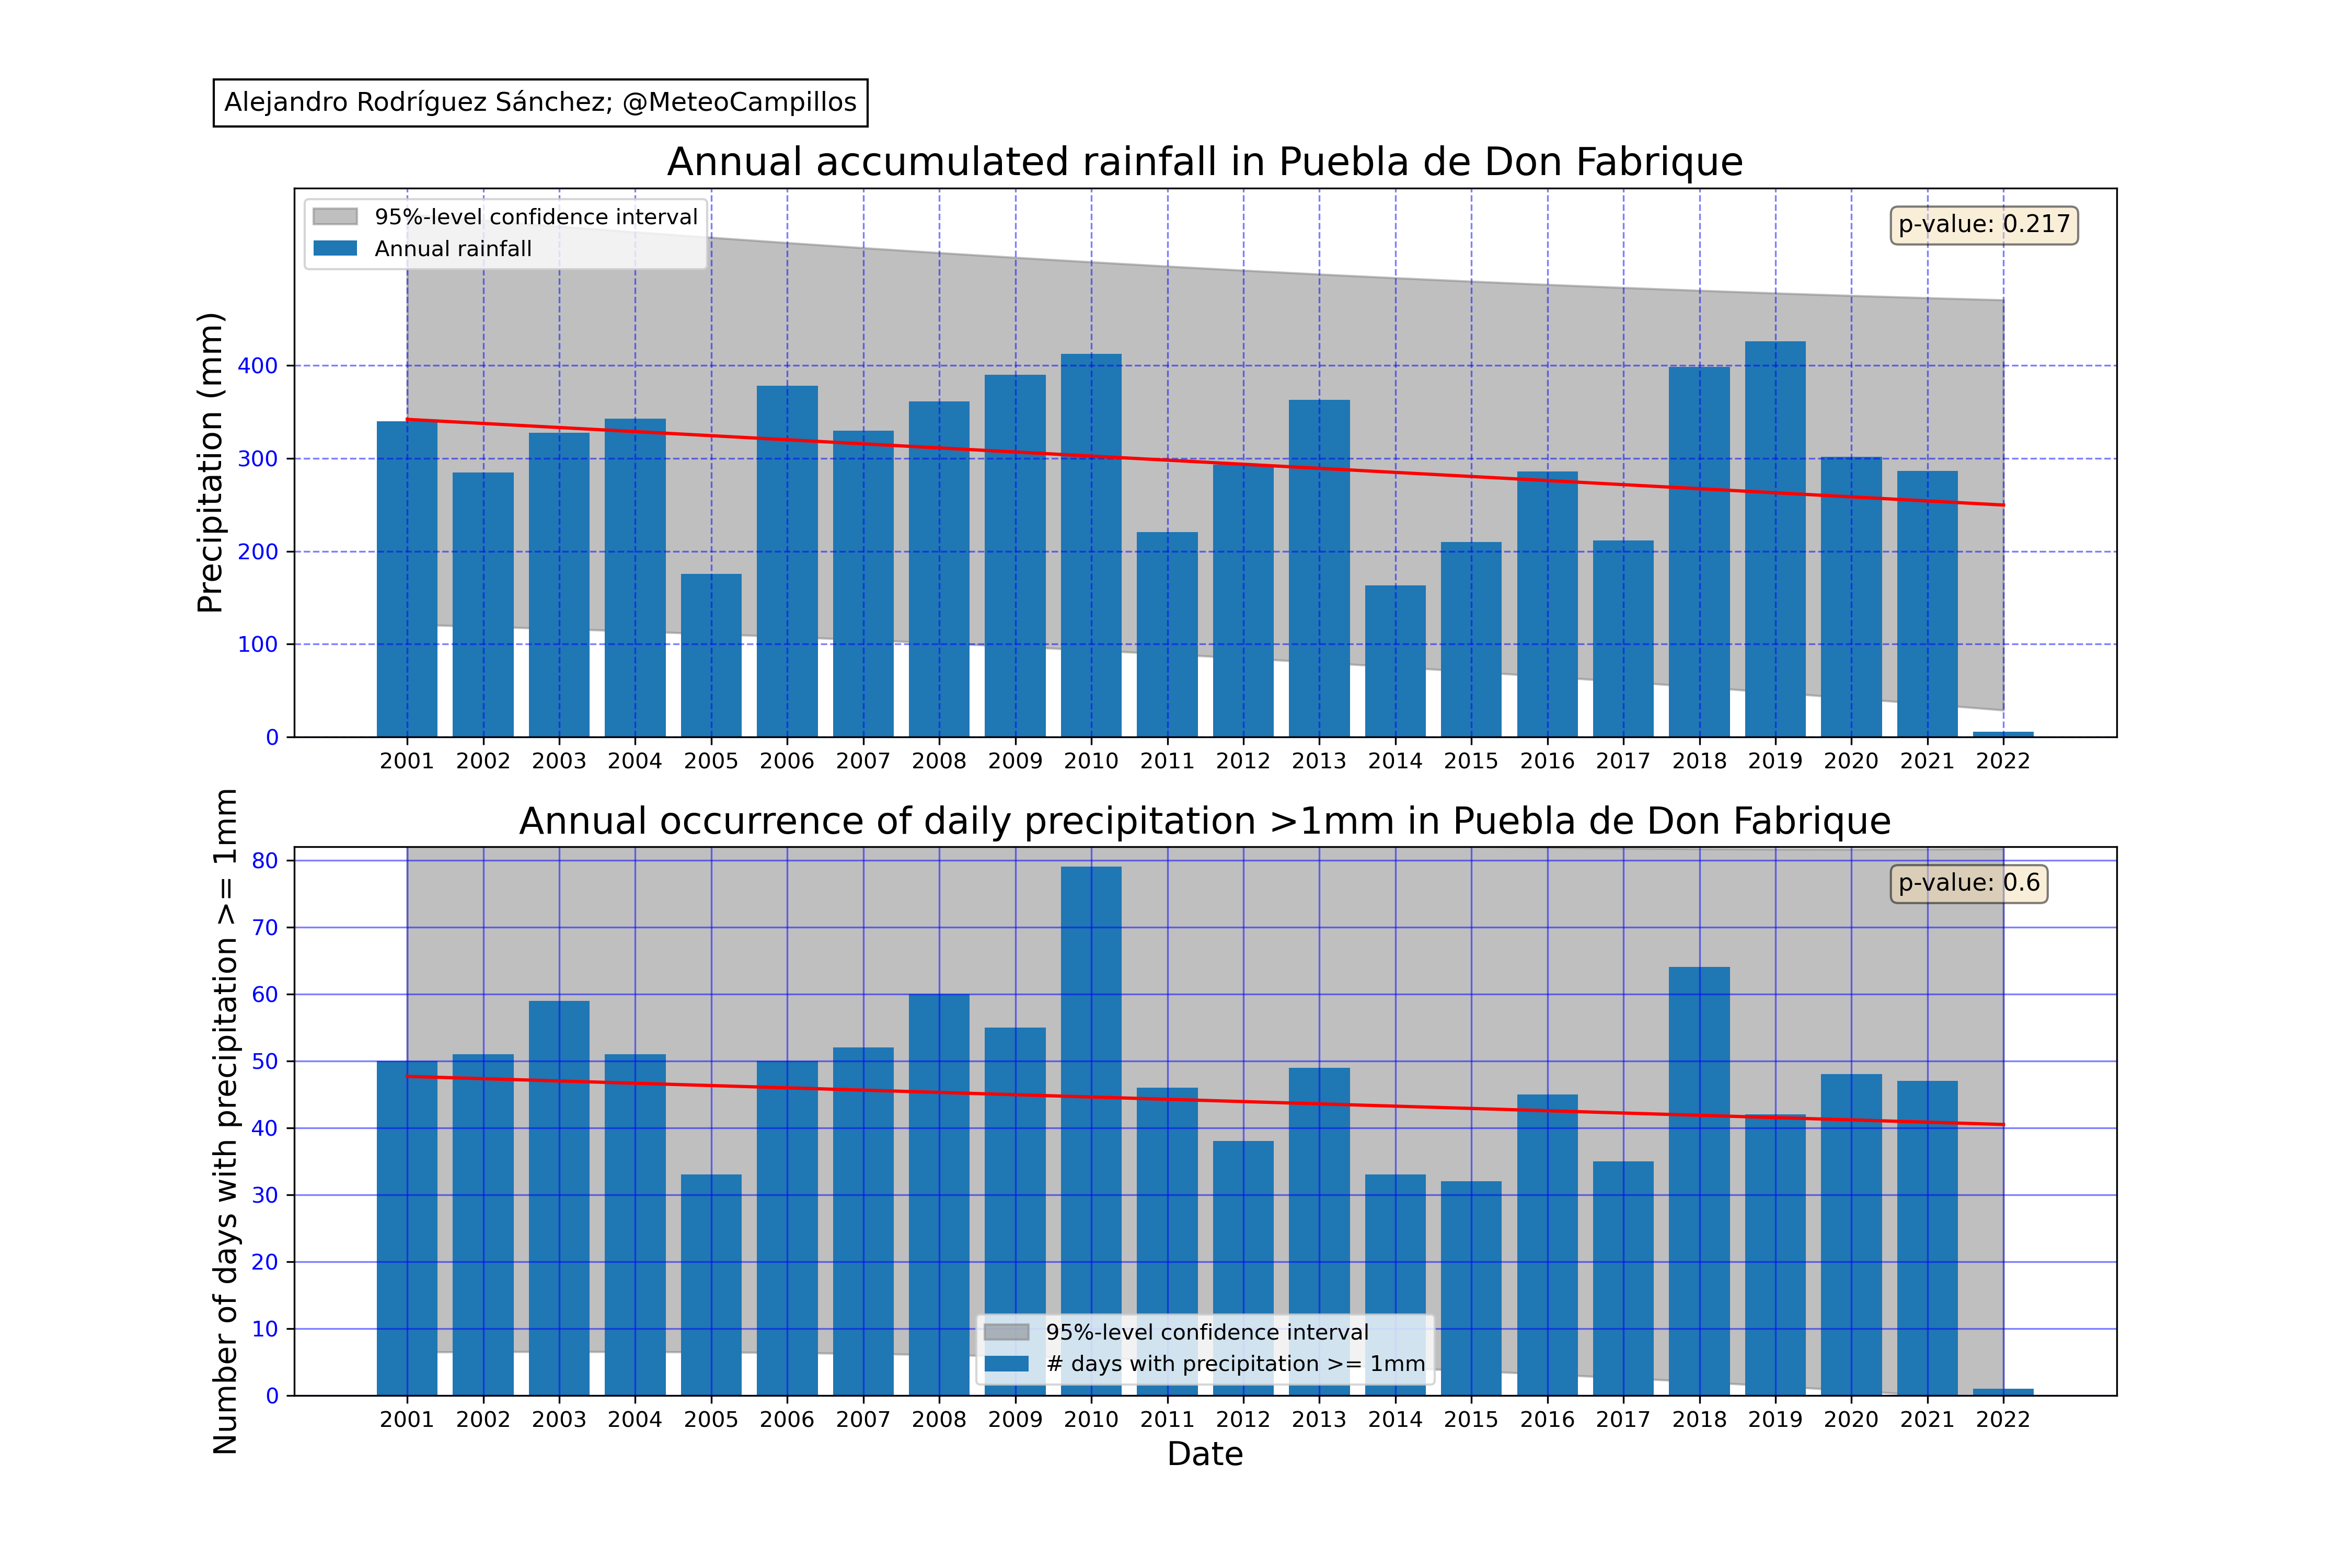 Alejandro Rodríguez Sánchez; @MeteoCampillos
Annual accumulated rainfall in Puebla de Don Fabrique
95%-level confidence interval
Annual rainfall
p-value: 0.217
Precipitation (mm)
400
300
200
100
0
2001 2002 2003 2004 2005 2006 2007 2008 2009 2010 2011 2012 2013 2014 2015 2016 2017 2018 2019 2020 2021 2022
Annual occurrence of daily precipitation >1mm in Puebla de Don Fabrique
p-value: 0.6
Number of days with precipitation >= 1mm
80
70
60
50
40
30
20
10
0
95%-level confidence interval
# days with precipitation >= 1mm
2001 2002 2003 2004 2005 2006 2007 2008 2009 2010 2011 2012 2013 2014 2015 2016 2017 2018 2019 2020 2021 2022
Date